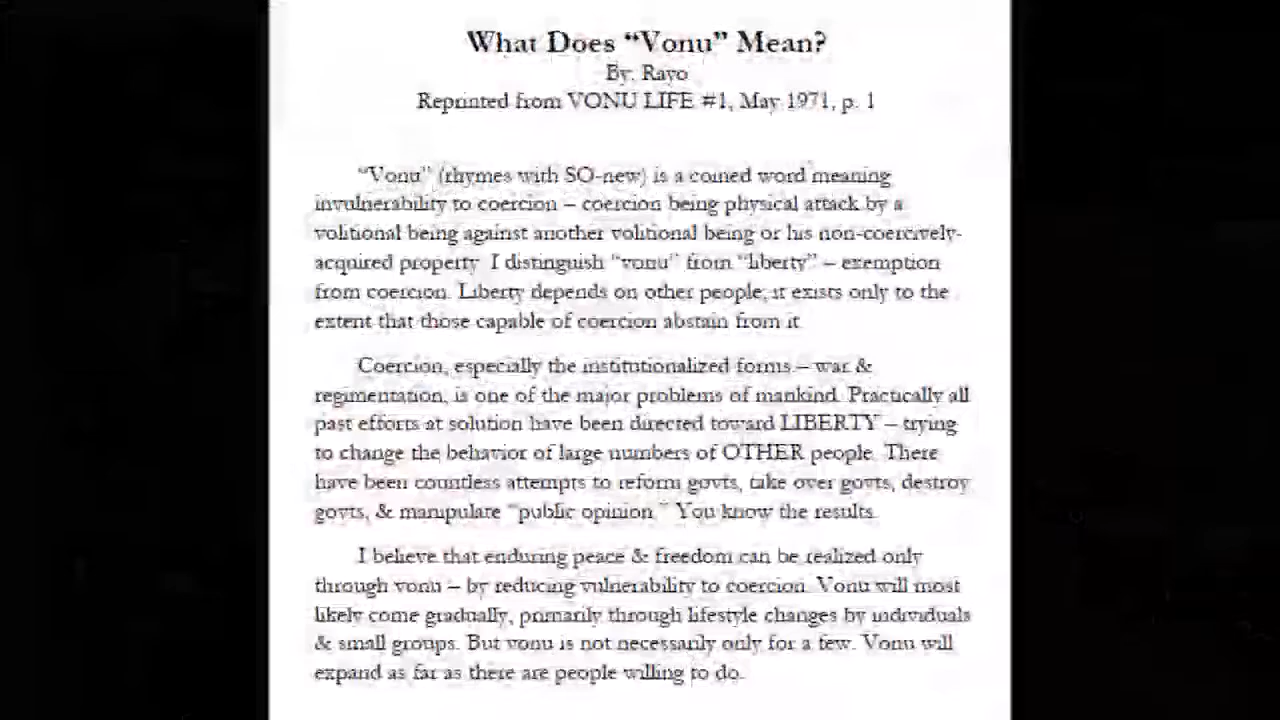 What Does “Vonu” Mean?
By: Rayo
Reprinted from VONU LIFE #1, May 1971, p. 1
“Vonu” (rhymes with SO-new) is a coined word meaning
invulnerability to coercion – coercion being physical attack by a
volitional being against another volitional being or his non-coercively-
acquired property. I distinguish “vonu” from “liberty” – exemption
from coercion. Liberty depends on other people; it exists only to the
extent that those capable of coercion abstain from it.
Coercion, especially the institutionalized forms – war &
regimentation, is one of the major problems of mankind. Practically all
past efforts at solution have been directed toward LIBERTY – trying
to change the behavior of large numbers of OTHER people. There
have been countless attempts to reform govts, take over govts, destroy
govts, & manipulate “public opinion.” You know the results.
I believe that enduring peace & freedom can be realized only
through vonu – by reducing vulnerability to coercion. Vonu will most
likely come gradually, primarily through lifestyle changes by individuals
& small groups. But vonu is not necessarily only for a few. Vonu will
expand as far as there are people willing to do.